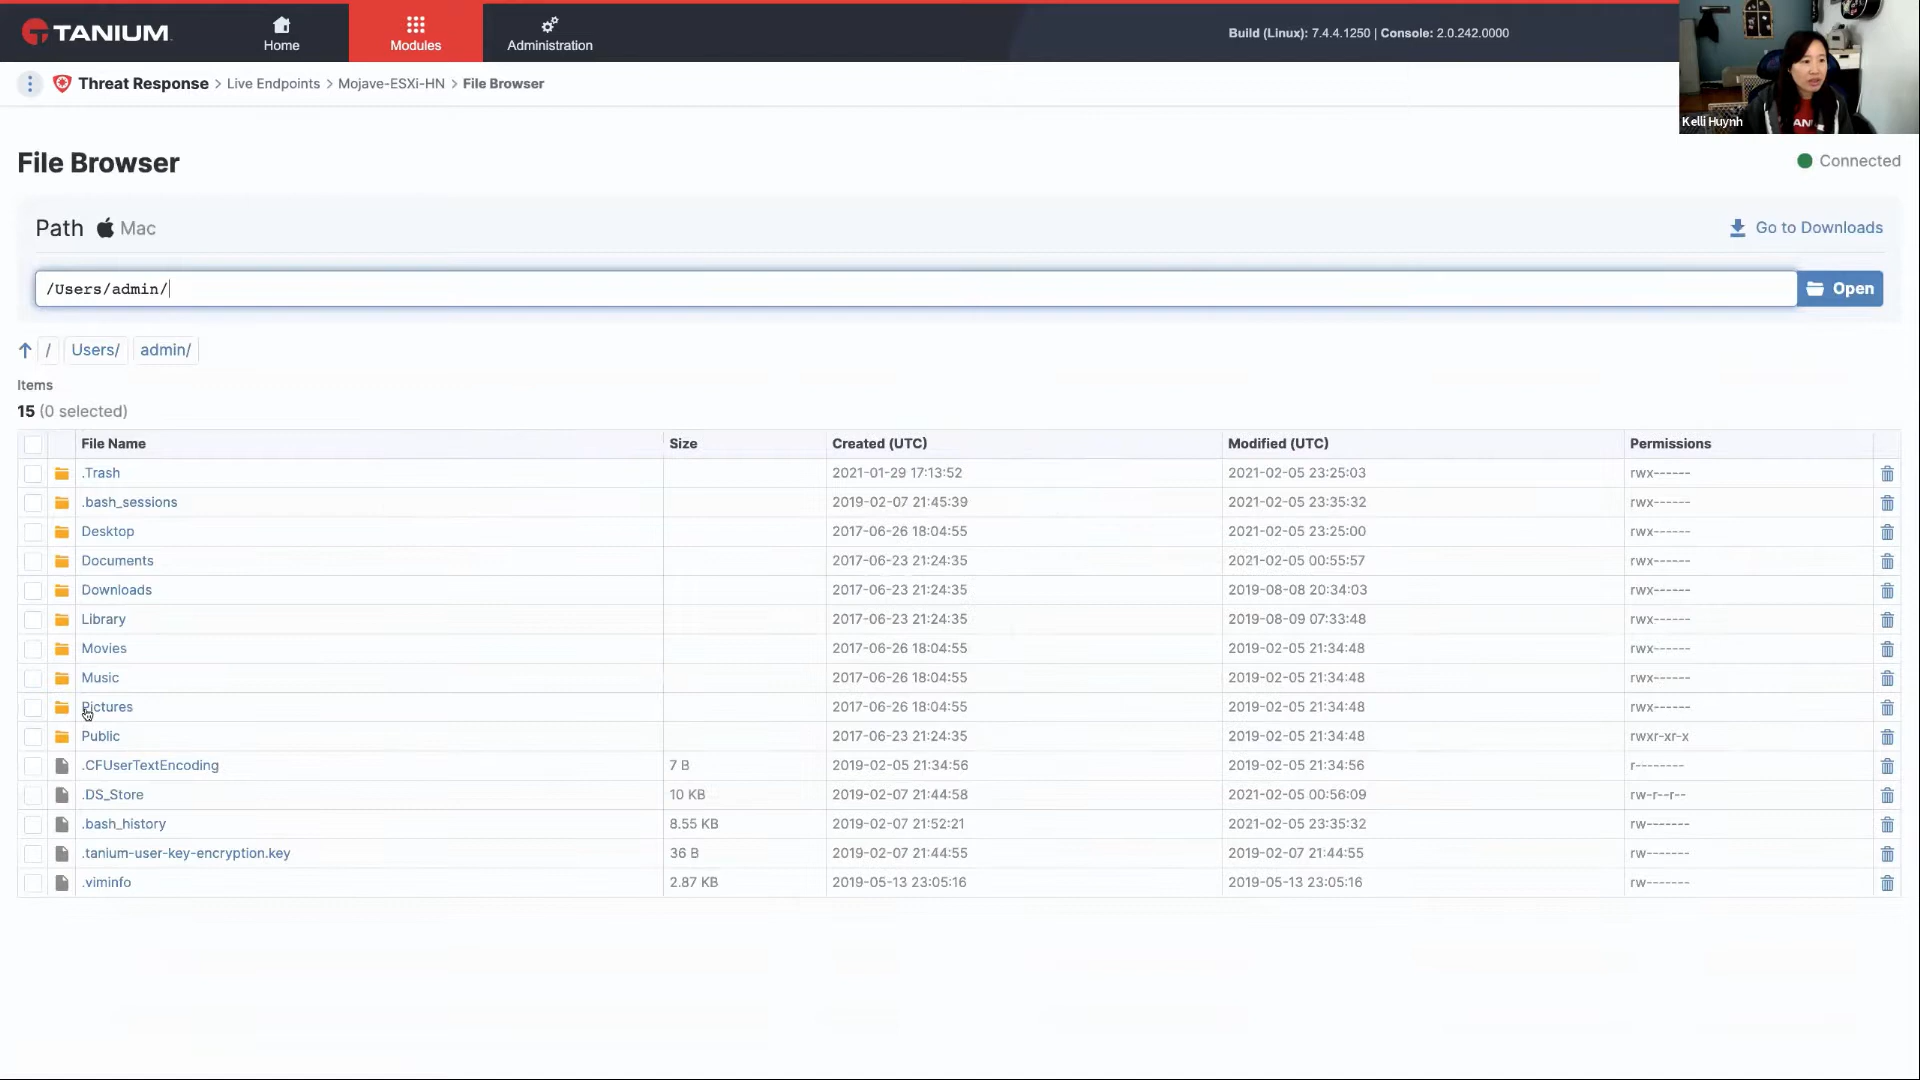 TANIUM
Home
Modules
Administration
Build (Linux): 7.4.4.1250 | Console: 2.0.242.0000
Kelli Huynh
Threat Response > Live Endpoints > Mojave-ESXi-HN > File Browser
File Browser
Connected
Path Mac
Go to Downloads
/Users/admin/
Open
/ Users/ admin/
Items
15 (0 selected)
File Name Size Created (UTC) Modified (UTC) Permissions
.Trash 2021-01-29 17:13:52 2021-02-05 23:25:03 rwx------
.bash_sessions 2019-02-07 21:45:39 2021-02-05 23:35:32 rwx------
Desktop 2017-06-26 18:04:55 2021-02-05 23:25:00 rwx------
Documents 2017-06-23 21:24:35 2021-02-05 00:55:57 rwx------
Downloads 2017-06-23 21:24:35 2019-08-08 20:34:03 rwx------
Library 2017-06-23 21:24:35 2019-08-09 07:33:48 rwx------
Movies 2017-06-26 18:04:55 2019-02-05 21:34:48 rwx------
Music 2017-06-26 18:04:55 2019-02-05 21:34:48 rwx------
Pictures 2017-06-26 18:04:55 2019-02-05 21:34:48 rwx------
Public 2017-06-23 21:24:35 2019-02-05 21:34:48 rwxr-xr-x
.CFUserTextEncoding 7 B 2019-02-05 21:34:56 2019-02-05 21:34:56 r--------
.DS_Store 10 KB 2019-02-07 21:44:58 2021-02-05 00:56:09 rw-r--r--
.bash_history 8.55 KB 2019-02-07 21:52:21 2021-02-05 23:35:32 rw-------
.tanium-user-key-encryption.key 36 B 2019-02-07 21:44:55 2019-02-07 21:44:55 rw-------
.viminfo 2.87 KB 2019-05-13 23:05:16 2019-05-13 23:05:16 rw-------